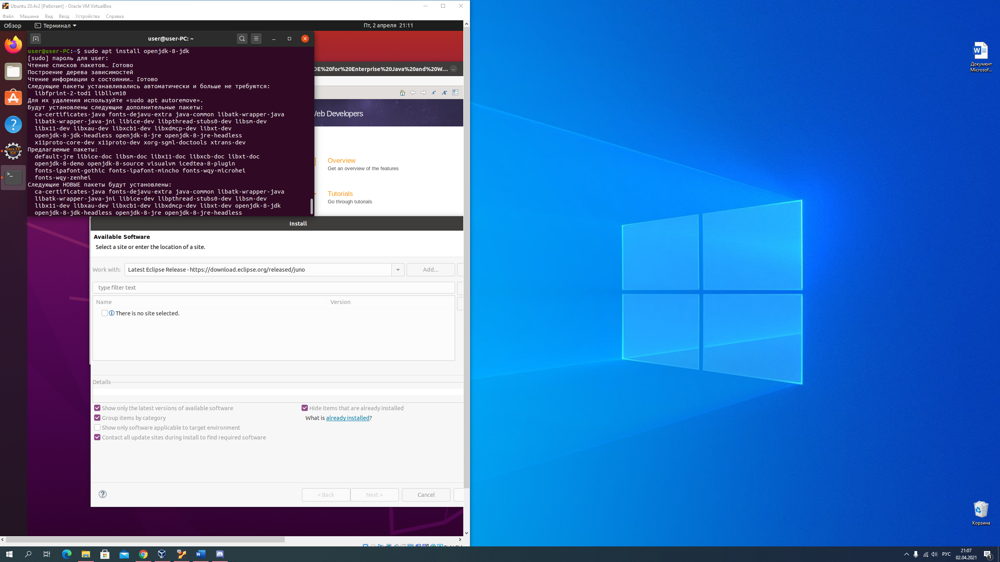 Ubuntu 20.4v2 [Работает] - Oracle VM VirtualBox
Файл Машина Вид Ввод Устройства Справка
Обзор Терминал Пт, 2 апреля 21:11
user@user-PC: ~
user@user-PC:~$ sudo apt install openjdk-8-jdk
[sudo] пароль для user:
Чтение списков пакетов… Готово
Построение дерева зависимостей
Чтение информации о состоянии… Готово
Следующие пакеты устанавливались автоматически и больше не требуются:
libfprint-2-tod1 libllvm10
Для их удаления используйте «sudo apt autoremove».
Будут установлены следующие дополнительные пакеты:
ca-certificates-java fonts-dejavu-extra java-common libatk-wrapper-java
libatk-wrapper-java-jni libice-dev libpthread-stubs0-dev libsm-dev
libx11-dev libxau-dev libxcb1-dev libxdmcp-dev libxt-dev
openjdk-8-jdk-headless openjdk-8-jre openjdk-8-jre-headless
x11proto-core-dev x11proto-dev xorg-sgml-doctools xtrans-dev
Предлагаемые пакеты:
default-jre libice-doc libsm-doc libx11-doc libxcb-doc libxt-doc
openjdk-8-demo openjdk-8-source visualvm icedtea-8-plugin
fonts-ipafont-gothic fonts-ipafont-mincho fonts-wqy-microhei
fonts-wqy-zenhei
Следующие НОВЫЕ пакеты будут установлены:
ca-certificates-java fonts-dejavu-extra java-common libatk-wrapper-java
libatk-wrapper-java-jni libice-dev libpthread-stubs0-dev libsm-dev
libx11-dev libxau-dev libxcb1-dev libxdmcp-dev libxt-dev openjdk-8-jdk
openjdk-8-jdk-headless openjdk-8-jre openjdk-8-jre-headless
DE%20for%20Enterprise%20Java%20and%20W...
Web Developers
Overview
Get an overview of the features
Tutorials
Go through tutorials
Java EE
IDE
Install
Available Software
Select a site or enter the location of a site.
Work with: Latest Eclipse Release - https://download.eclipse.org/released/juno Add...
type filter text
Name Version
There is no site selected.
Details
Show only the latest versions of available software Hide items that are already installed
Group items by category What is already installed?
Show only software applicable to target environment
Contact all update sites during install to find required software
< Back Next > Cancel
Документ
Microsof...
Корзина
РУС
21:07
02.04.2021
1